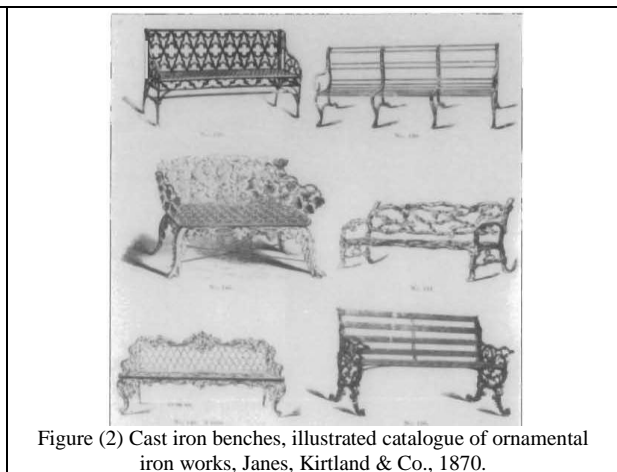 Figure (2) Cast iron benches, illustrated catalogue of ornamental
iron works, Janes, Kirtland & Co., 1870.